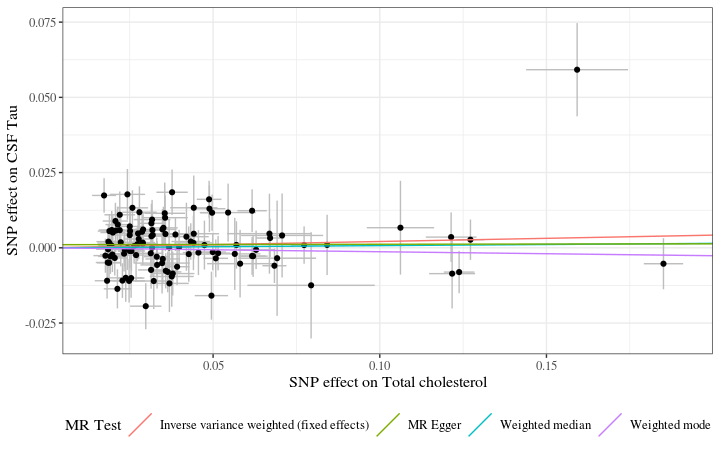 0.075
0.050
0.025
0.000
-0.025
SNP effect on CSF Tau
0.05 0.10 0.15
SNP effect on Total cholesterol
MR Test Inverse variance weighted (fixed effects) MR Egger Weighted median Weighted mode